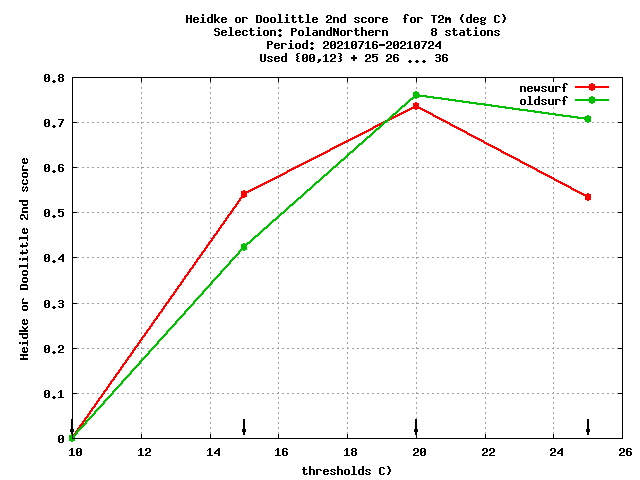 Heidke or Doolittle 2nd score  for T2m (deg C)
Selection: PolandNorthern      8 stations
Period: 20210716-20210724
Used {00,12} + 25 26 ... 36
newsurf
oldsurf
Heidke or Doolittle 2nd score
0.8
0.7
0.6
0.5
0.4
0.3
0.2
0.1
0
10 12 14 16 18 20 22 24 26
thresholds C)